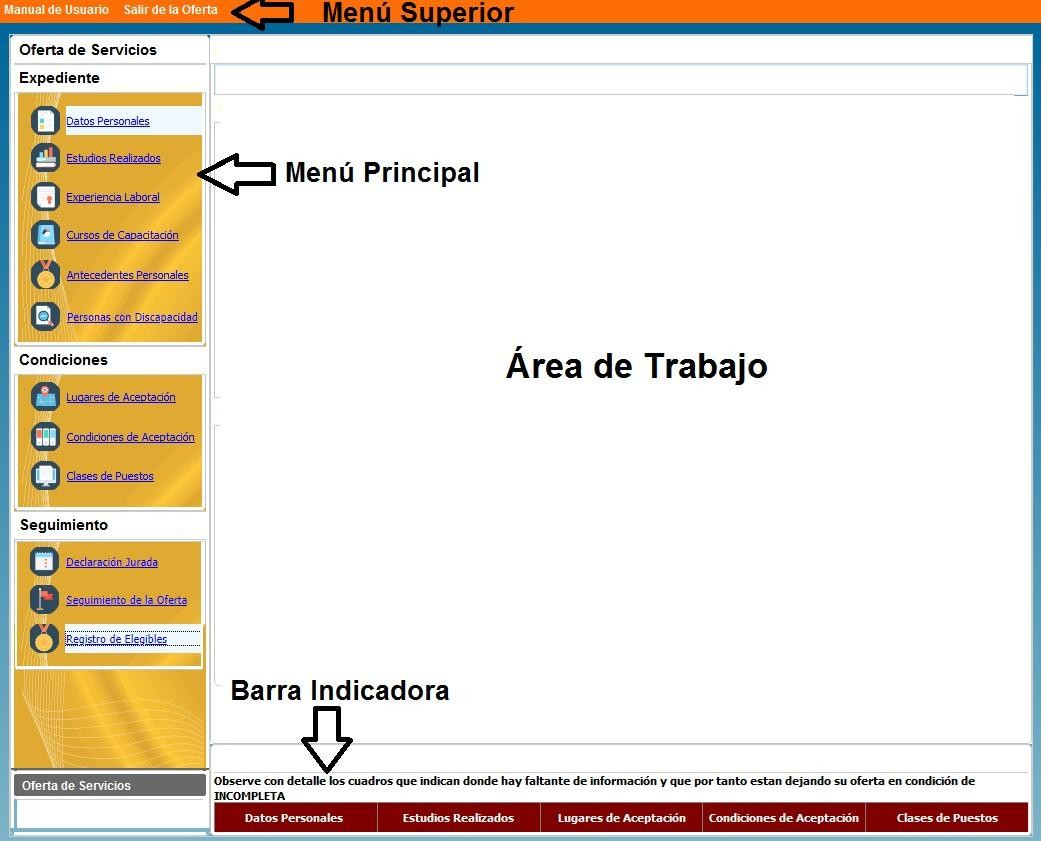 Manual de Usuario Salir de la Oferta
Menú Superior
Oferta de Servicios
Expediente
Datos Personales
Estudios Realizados
Menú Principal
Experiencia Laboral
Cursos de Capacitación
Antecedentes Personales
Personas con Discapacidad
Condiciones
Área de Trabajo
Lugares de Aceptación
Condiciones de Aceptación
Clases de Puestos
Seguimiento
Declaración Jurada
Seguimiento de la Oferta
Registro de Elegibles
Barra Indicadora
Oferta de Servicios
Observe con detalle los cuadros que indican donde hay faltante de información y que por tanto estan dejando su oferta en condición de
INCOMPLETA
Datos Personales Estudios Realizados Lugares de Aceptación Condiciones de Aceptación Clases de Puestos